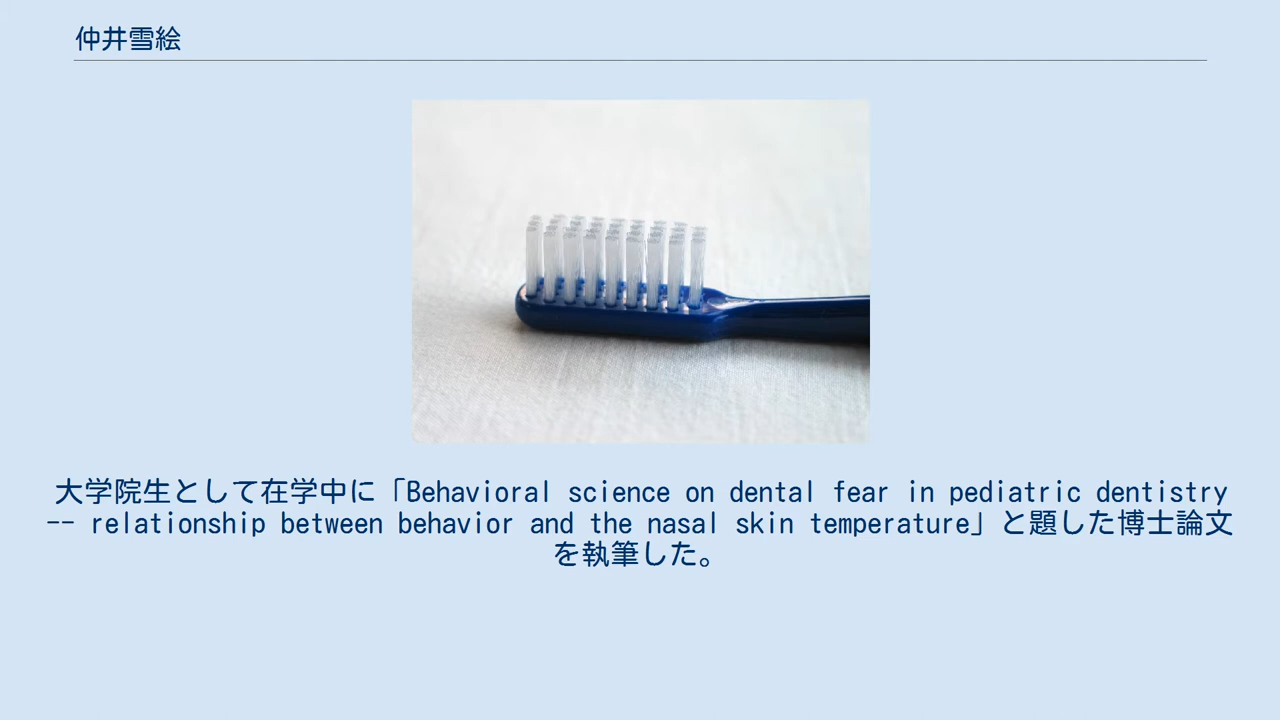 仲井雪絵
大学院生として在学中に「Behavioral science on dental fear in pediatric dentistry
-- relationship between behavior and the nasal skin temperature」と題した博士論文
を執筆した。